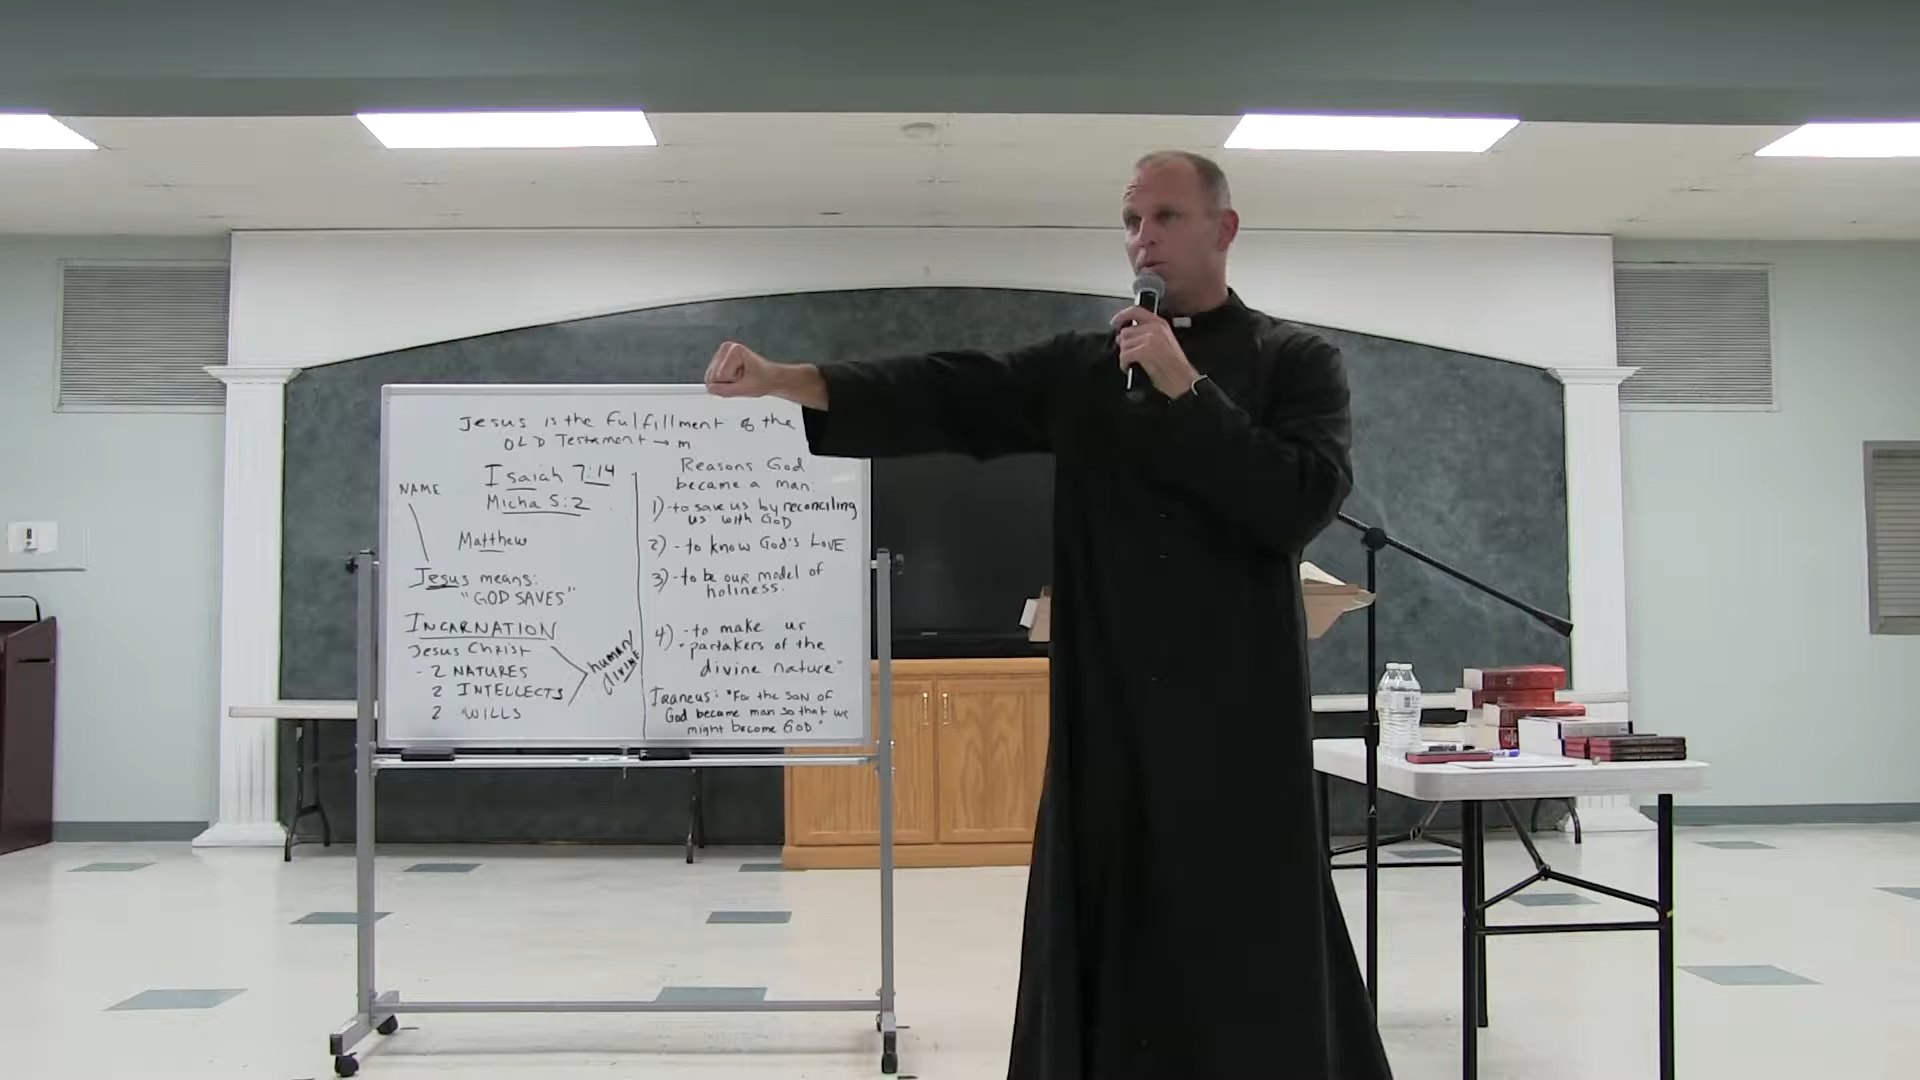 Jesus is the Fulfillment of the
OLD Testament → m
Isaiah 7:14
Micha 5:2
NAME
Matthew
Jesus means:
"GOD SAVES"
INCARNATION
Jesus Christ
- 2 NATURES
2 INTELLECTS
2 WILLS
human/
divine
Reasons God
became a man:
1) - to save us by reconciling
us with GOD
2) - to know God's LOVE.
3) - to be our model of
holiness.
4) - to make us
"partakers of the
divine nature"
Iraneus: "For the SON of
God became man so that we
might become GOD"